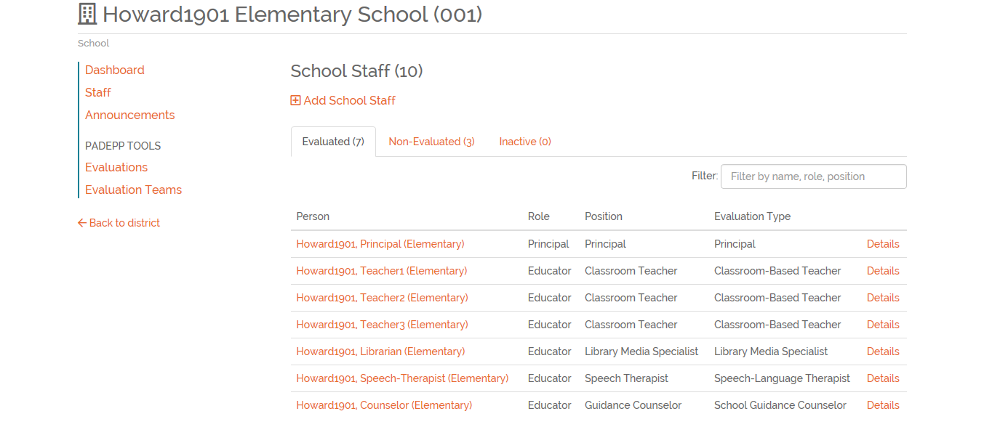 Howard1901 Elementary School (001)
School
Dashboard
Staff
Announcements
PADEPP TOOLS
Evaluations
Evaluation Teams
Back to district
School Staff (10)
Add School Staff
Evaluated (7) Non-Evaluated (3) Inactive (0)
Filter: Filter by name, role, position
Person Role Position Evaluation Type
Howard1901, Principal (Elementary) Principal Principal Principal Details
Howard1901, Teacher1 (Elementary) Educator Classroom Teacher Classroom-Based Teacher Details
Howard1901, Teacher2 (Elementary) Educator Classroom Teacher Classroom-Based Teacher Details
Howard1901, Teacher3 (Elementary) Educator Classroom Teacher Classroom-Based Teacher Details
Howard1901, Librarian (Elementary) Educator Library Media Specialist Library Media Specialist Details
Howard1901, Speech-Therapist (Elementary) Educator Speech Therapist Speech-Language Therapist Details
Howard1901, Counselor (Elementary) Educator Guidance Counselor School Guidance Counselor Details